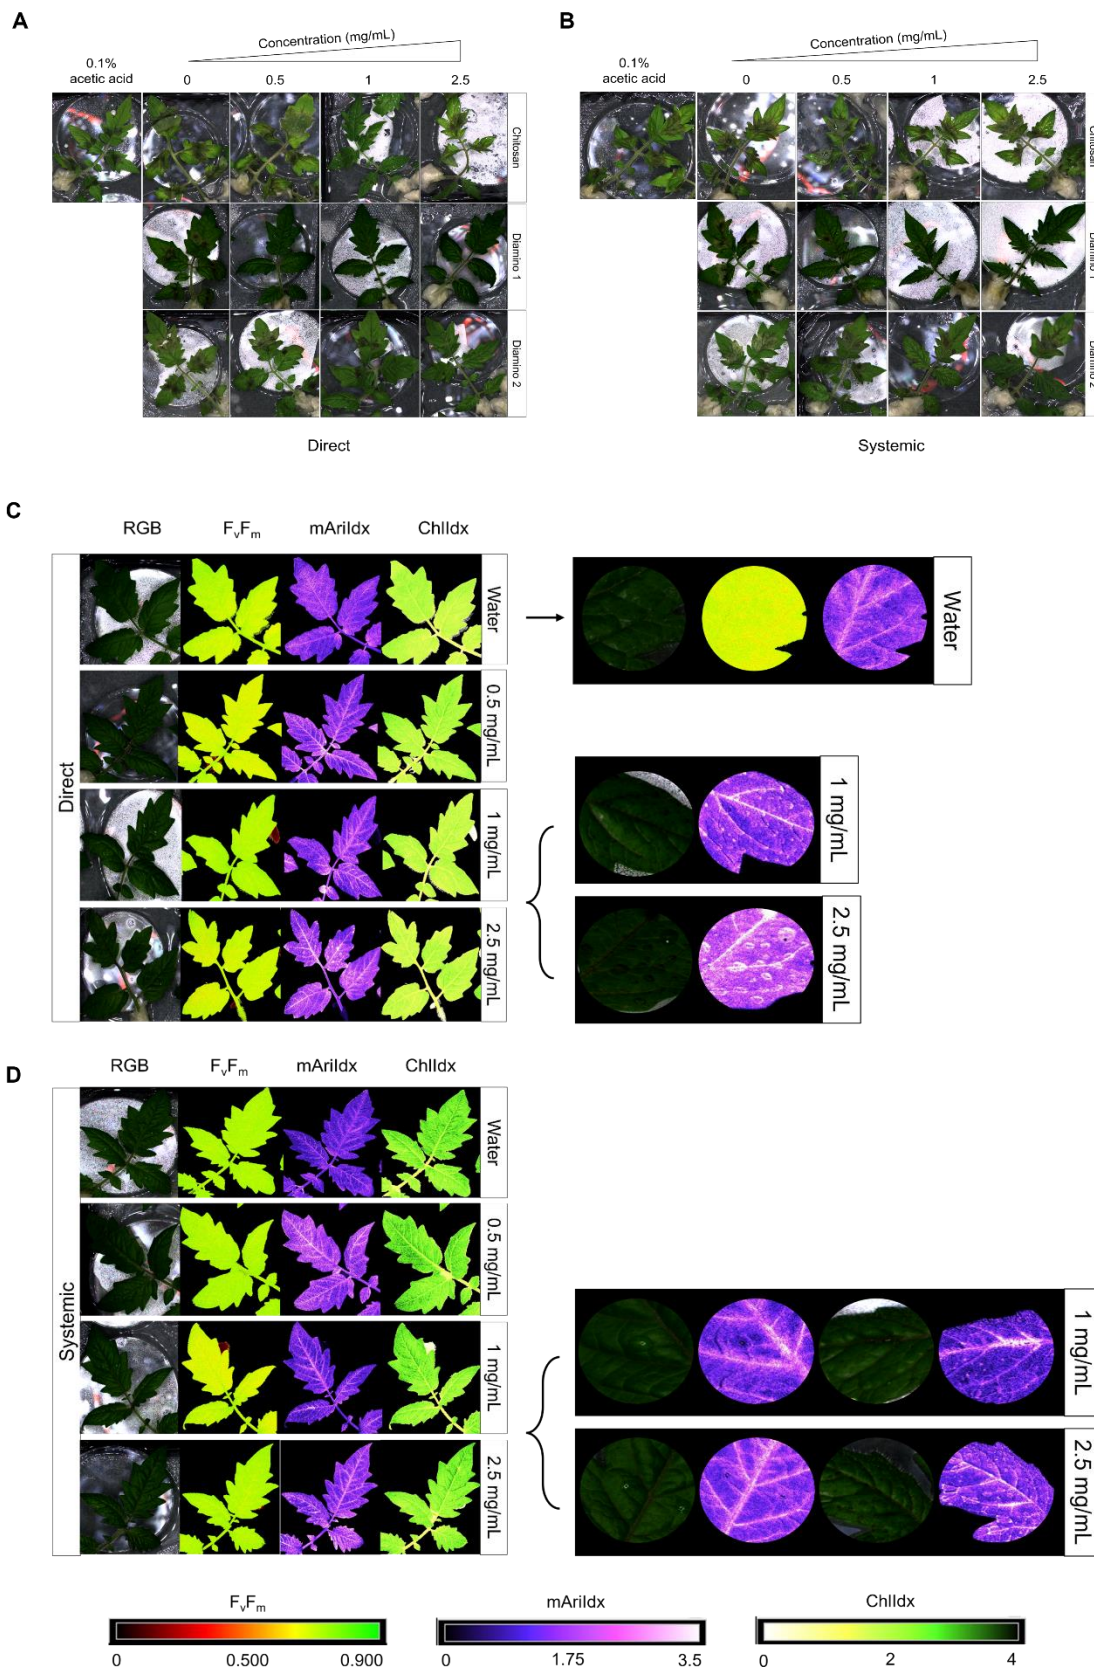 A
Concentration (mg/mL)
0.1%
acetic acid
0
0.5
1
2.5
Chitosan
Diamino 1
Diamino 2
Direct
B
Concentration (mg/mL)
0.1%
acetic acid
0
0.5
1
2.5
Chitosan
Diamino 1
Diamino 2
Systemic
C
RGB
FvFm
mAriIdx
ChlIdx
Direct
Water
0.5 mg/mL
1 mg/mL
2.5 mg/mL
Water
1 mg/mL
2.5 mg/mL
D
RGB
FvFm
mAriIdx
ChlIdx
Systemic
Water
0.5 mg/mL
1 mg/mL
2.5 mg/mL
1 mg/mL
2.5 mg/mL
FvFm
0 0.500 0.900
mAriIdx
0 1.75 3.5
ChlIdx
0 2 4